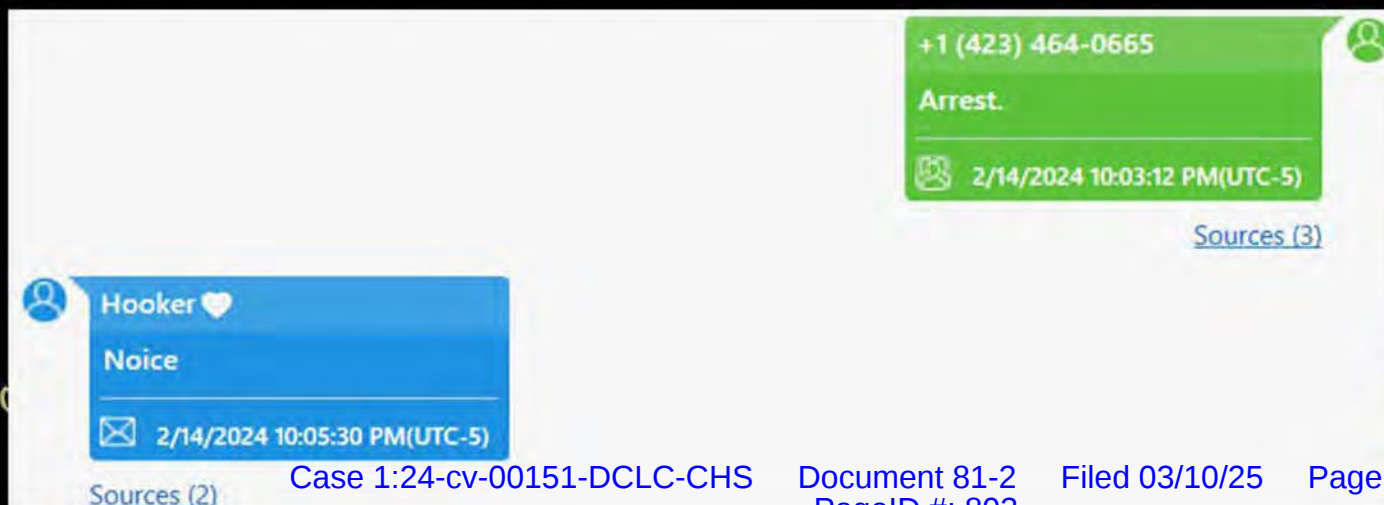 +1 (423) 464-0665
Arrest.
2/14/2024 10:03:12 PM(UTC-5)
Sources (3)
Hooker🤍
Noice
2/14/2024 10:05:30 PM(UTC-5)
Sources (2)
Case 1:24-cv-00151-DCLC-CHS Document 81-2 Filed 03/10/25 Page